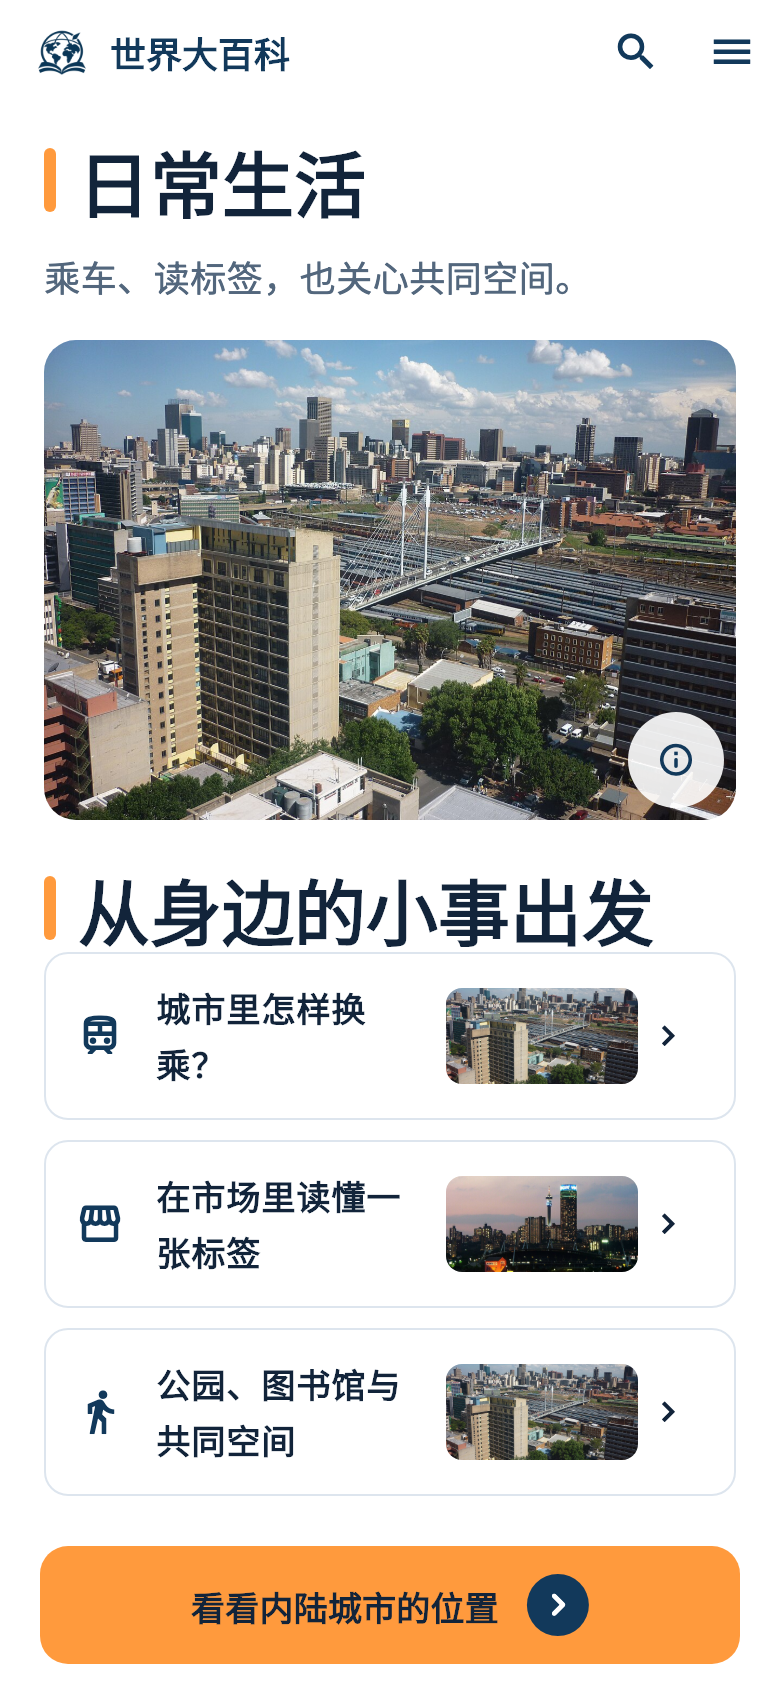 世界大百科
日常生活
乘车、读标签，也关心共同空间。
从身边的小事出发
城市里怎样换
乘？
在市场里读懂一
张标签
公园、图书馆与
共同空间
看看内陆城市的位置